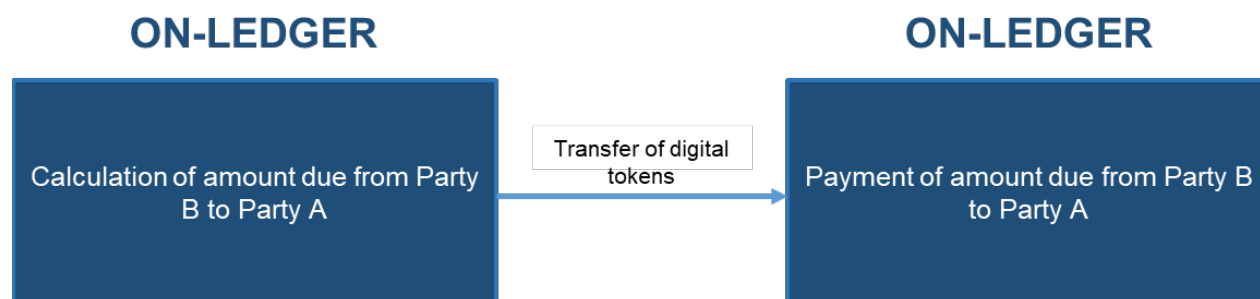 ON-LEDGER
Calculation of amount due from Party
B to Party A
Transfer of digital
tokens
ON-LEDGER
Payment of amount due from Party B
to Party A